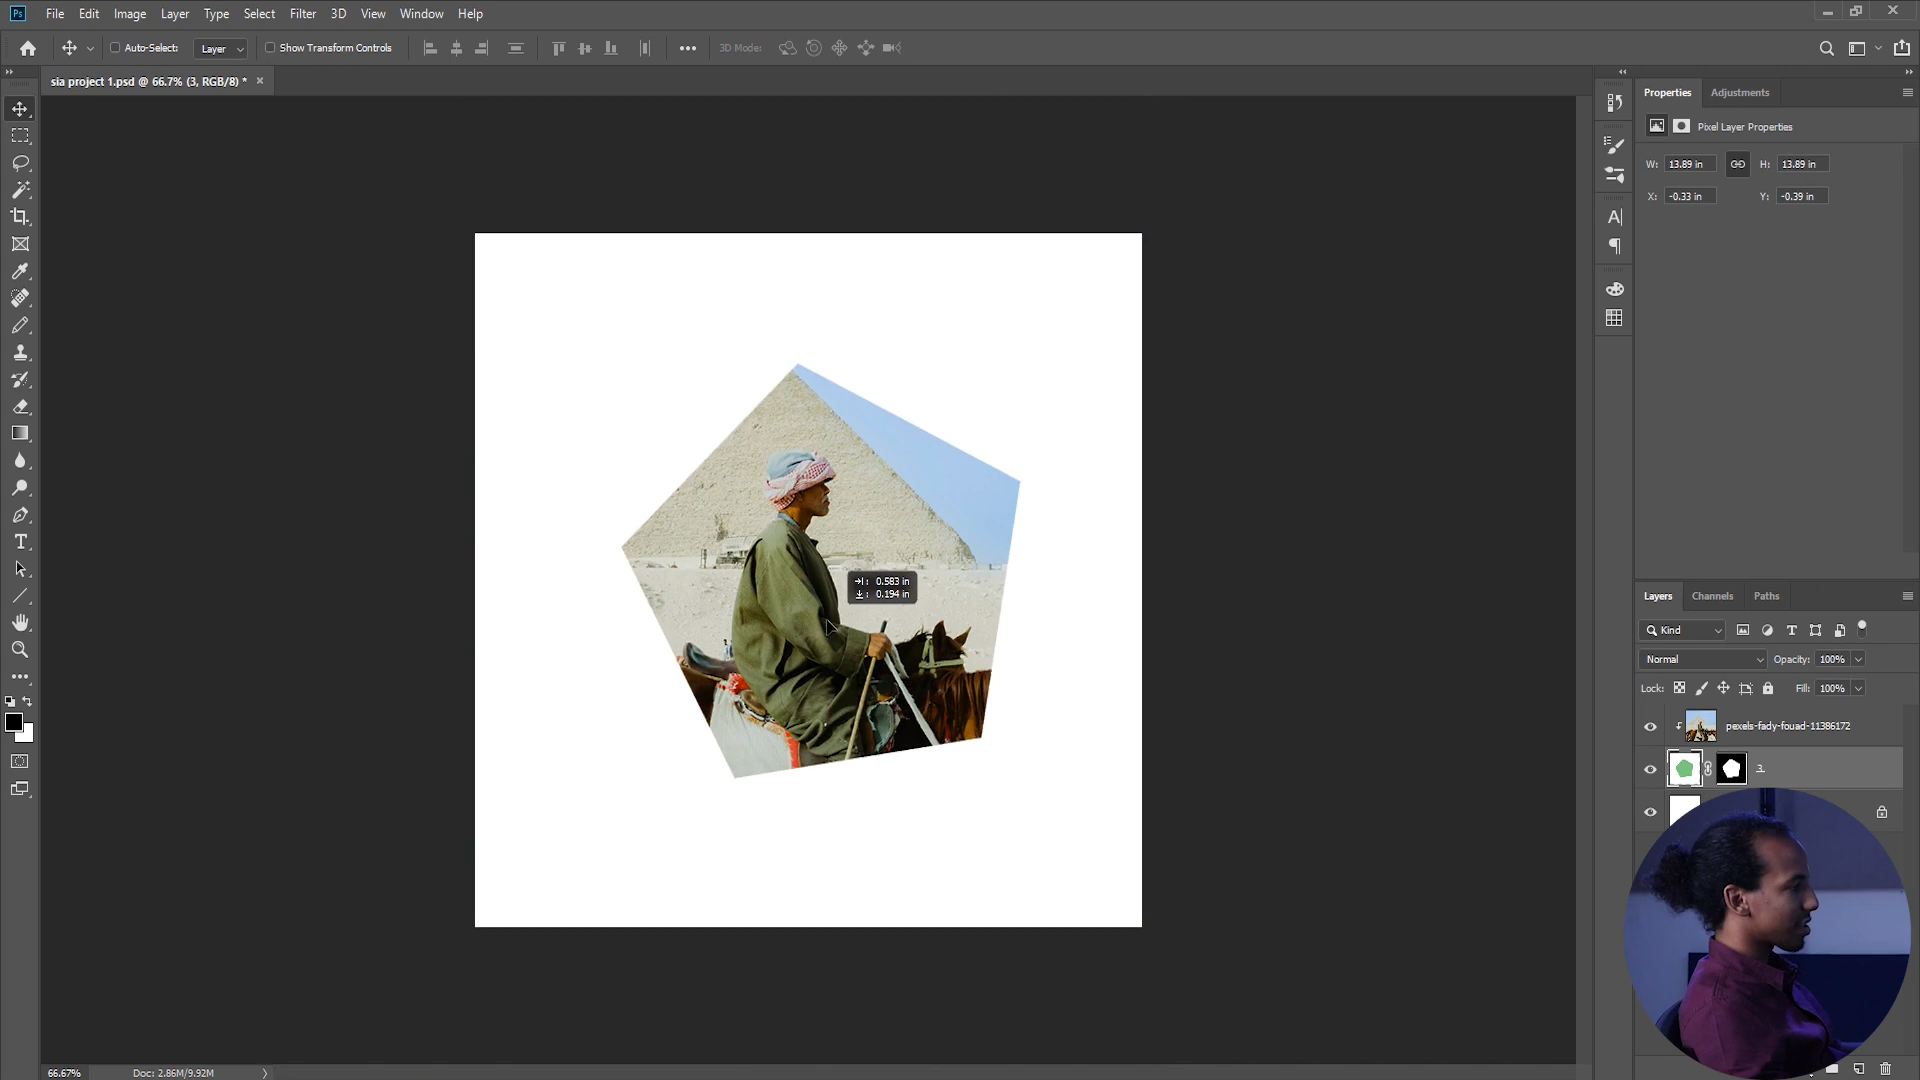 Ps File Edit Image Layer Type Select Filter 3D View Window Help
Auto-Select: Layer Show Transform Controls 3D Mode:
sia project 1.psd @ 66.7% (3, RGB/8) *
Properties Adjustments
Pixel Layer Properties
W: 13.89 in H: 13.89 in
X: -0.33 in Y: -0.39 in
0.583 in
0.194 in
Layers Channels Paths
Kind
Normal Opacity: 100%
Lock: Fill: 100%
pexels-fady-fouad-11386172
3
66.67% Doc: 2.86M/9.92M